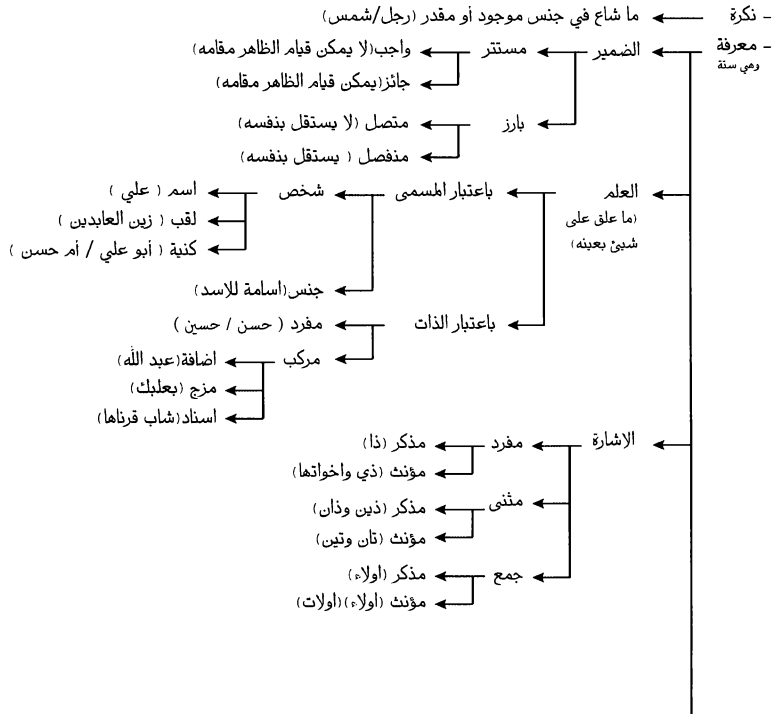 - نكرة ما شاع في جنس موجود أو مقدر (رجل/شمس)
- معرفة الضمير مستتر واجب(لا يمكن قيام الظاهر مقامه)
وهي ستة
جائز(يمكن قيام الظاهر مقامه)
بارز متصل (لا يستقل بنفسه)
منفصل ( يستقل بنفسه)
العلم باعتبار المسمى شخص اسم ( علي )
(ما علق على لقب ( زين العابدين )
شيئ بعينه) كنية ( أبو علي / أم حسن )
جنس(اسامة للاسد)
باعتبار الذات مفرد ( حسن / حسين )
مركب اضافة(عبد الله)
مزج (بعلبك)
اسناد(شاب قرناها)
الاشارة مفرد مذكر (ذا)
مؤنث (ذي واخواتها)
مثنى مذكر (ذين وذان)
مؤنث (تان وتين)
جمع مذكر (اولاء)
مؤنث (اولاء)(اولات)